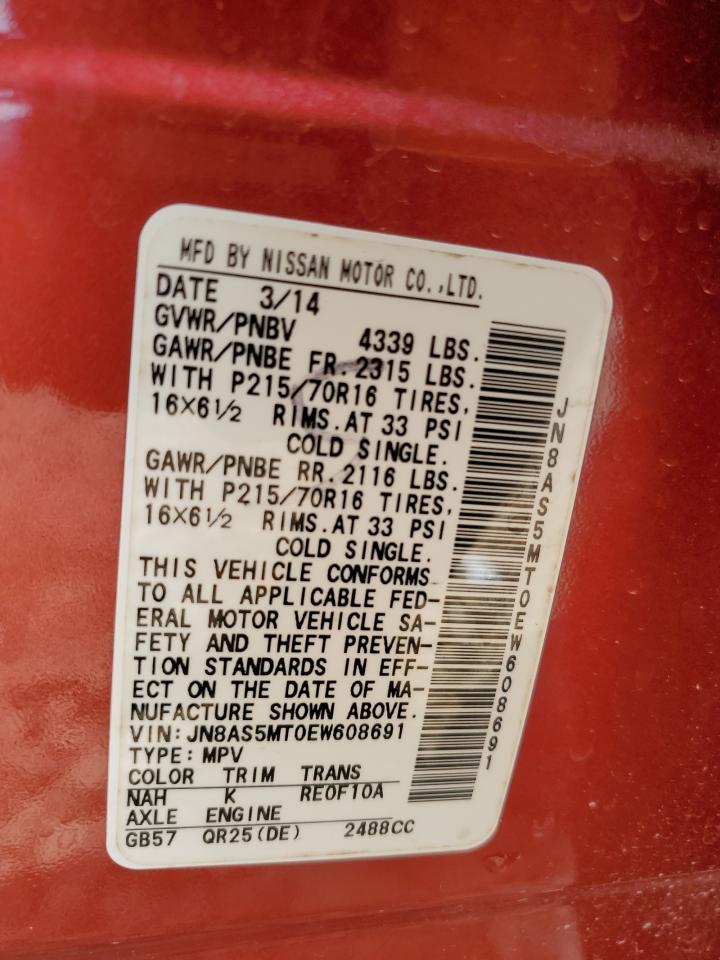 MFD BY NISSAN MOTOR CO.,LTD.
DATE 3/14
GVWR/PNBV 4339 LBS.
GAWR/PNBE FR. 2315 LBS.
WITH P215/70R16 TIRES,
16X6½ RIMS. AT 33 PSI
COLD SINGLE.
GAWR/PNBE RR. 2116 LBS.
WITH P215/70R16 TIRES,
16X6½ RIMS. AT 33 PSI
COLD SINGLE.
THIS VEHICLE CONFORMS
TO ALL APPLICABLE FED-
ERAL MOTOR VEHICLE SA-
FETY AND THEFT PREVEN-
TION STANDARDS IN EFF-
ECT ON THE DATE OF MA-
NUFACTURE SHOWN ABOVE.
VIN: JN8AS5MT0EW608691
TYPE: MPV
COLOR TRIM TRANS
NAH K RE0F10A
AXLE ENGINE
GB57 QR25(DE) 2488CC
JN8AS5MT0EW608691